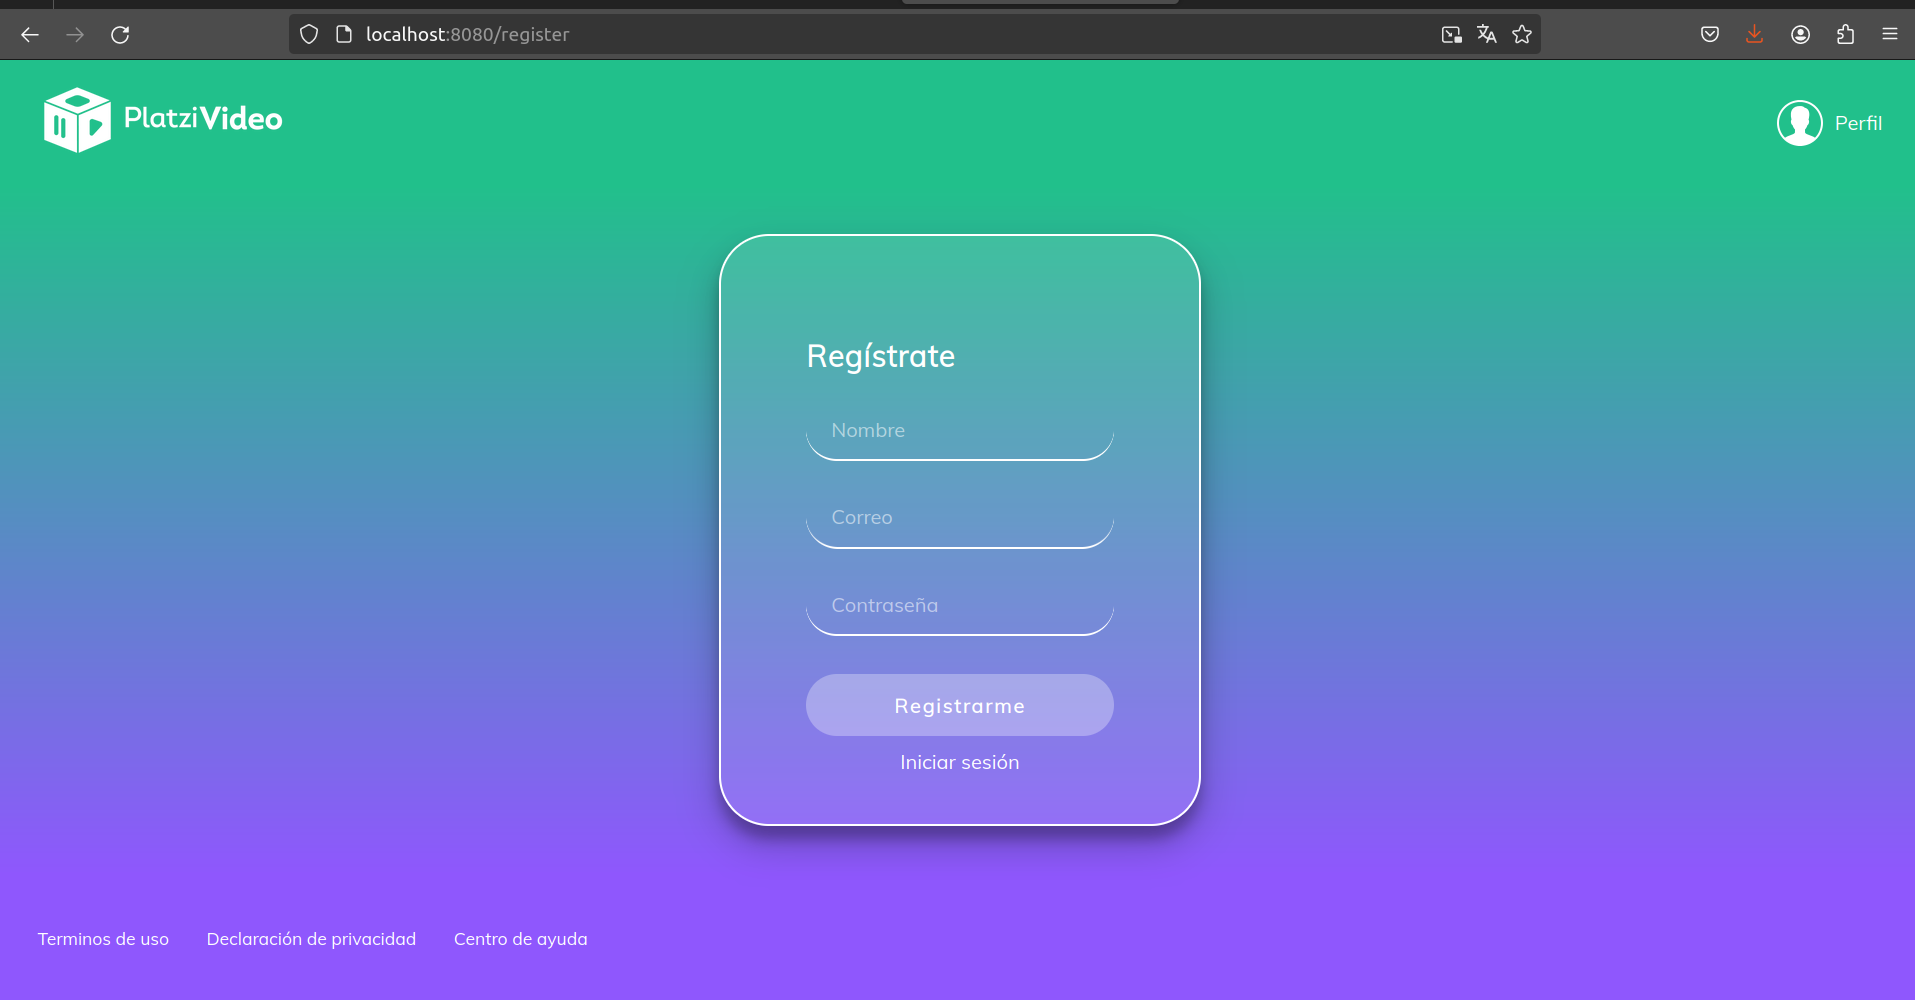 localhost:8080/register
PlatziVideo
Perfil
Regístrate
Nombre
Correo
Contraseña
Registrarme
Iniciar sesión
Terminos de uso Declaración de privacidad Centro de ayuda